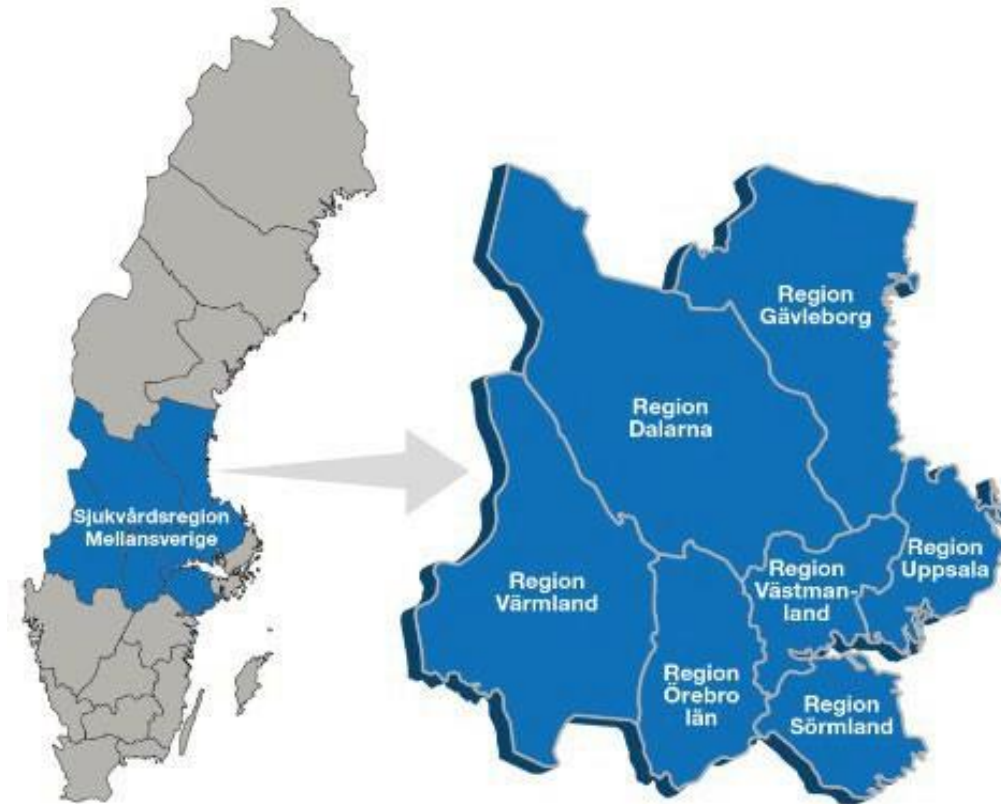 Sjukvårdsregion
Mellansverige
Region
Gävleborg
Region
Dalarna
Region
Uppsala
Region
Västman-
land
Region
Värmland
Region
Örebro
län
Region
Sörmland